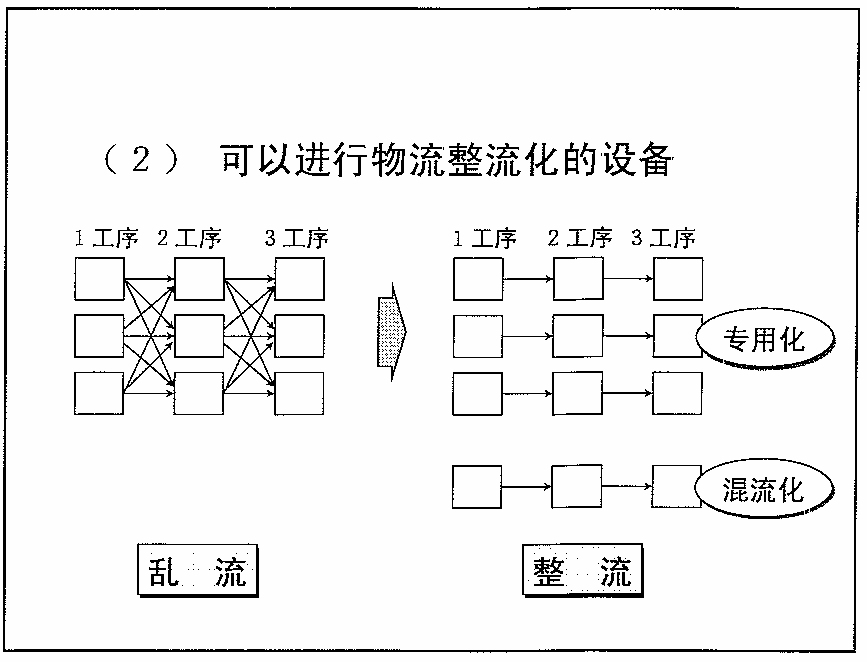 （2） 可以进行物流整流化的设备
1工序 2工序 3工序
1工序 2工序 3工序
专用化
混流化
乱 流
整 流